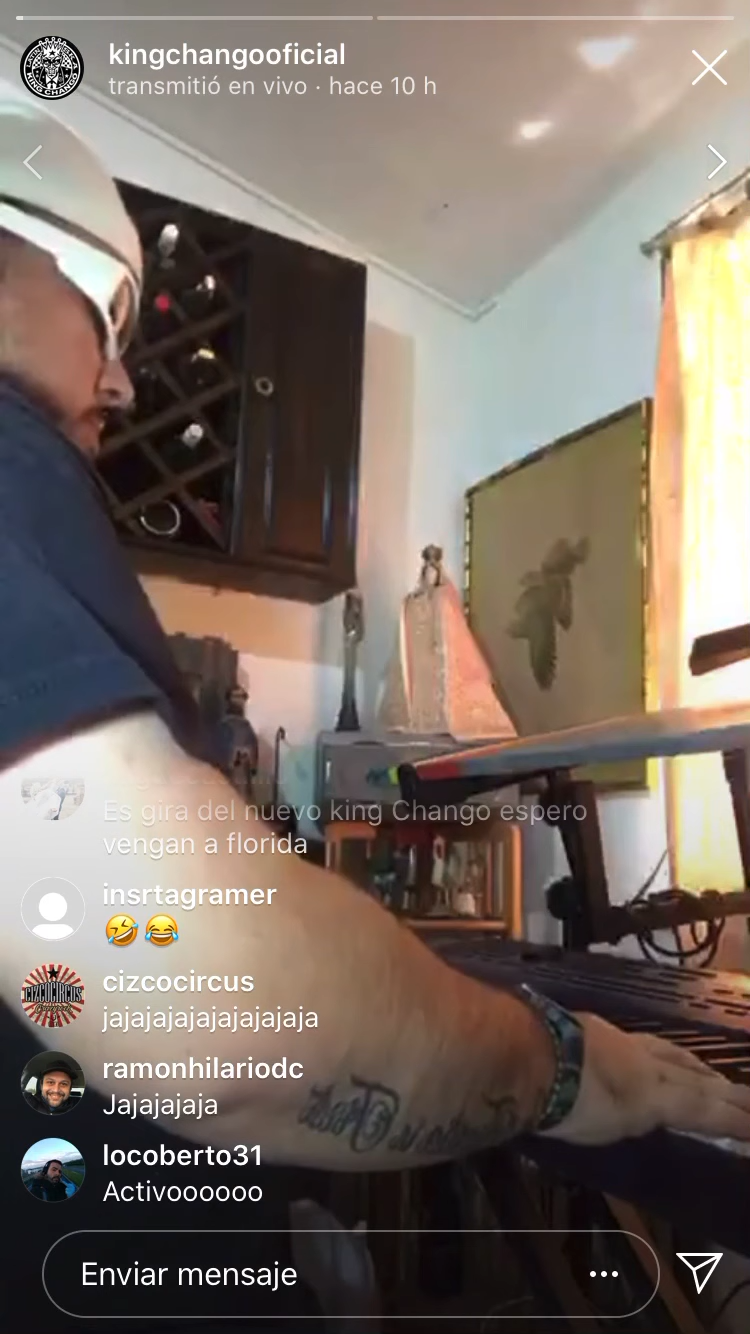 kingchangooficial
transmitió en vivo · hace 10 h
Es gira del nuevo king Chango espero
vengan a florida
insrtagramer
🤣😂
cizcocircus
jajajajajajajajajaja
ramonhilariodc
Jajajajaja
locoberto31
Activoooooo
Enviar mensaje